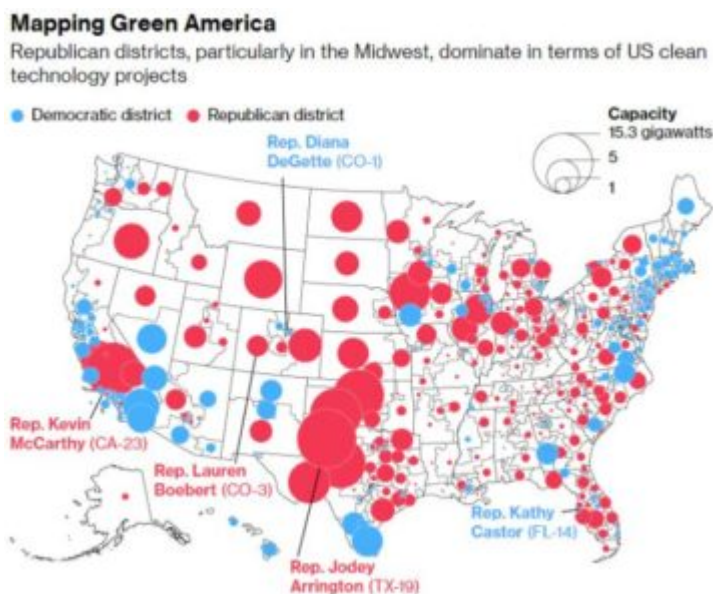 Mapping Green America
Republican districts, particularly in the Midwest, dominate in terms of US clean
technology projects
Democratic district
Republican district
Capacity
15.3 gigawatts
5
1
Rep. Diana
DeGette (CO-1)
Rep. Kevin
McCarthy (CA-23)
Rep. Lauren
Boebert (CO-3)
Rep. Kathy
Castor (FL-14)
Rep. Jodey
Arrington (TX-19)